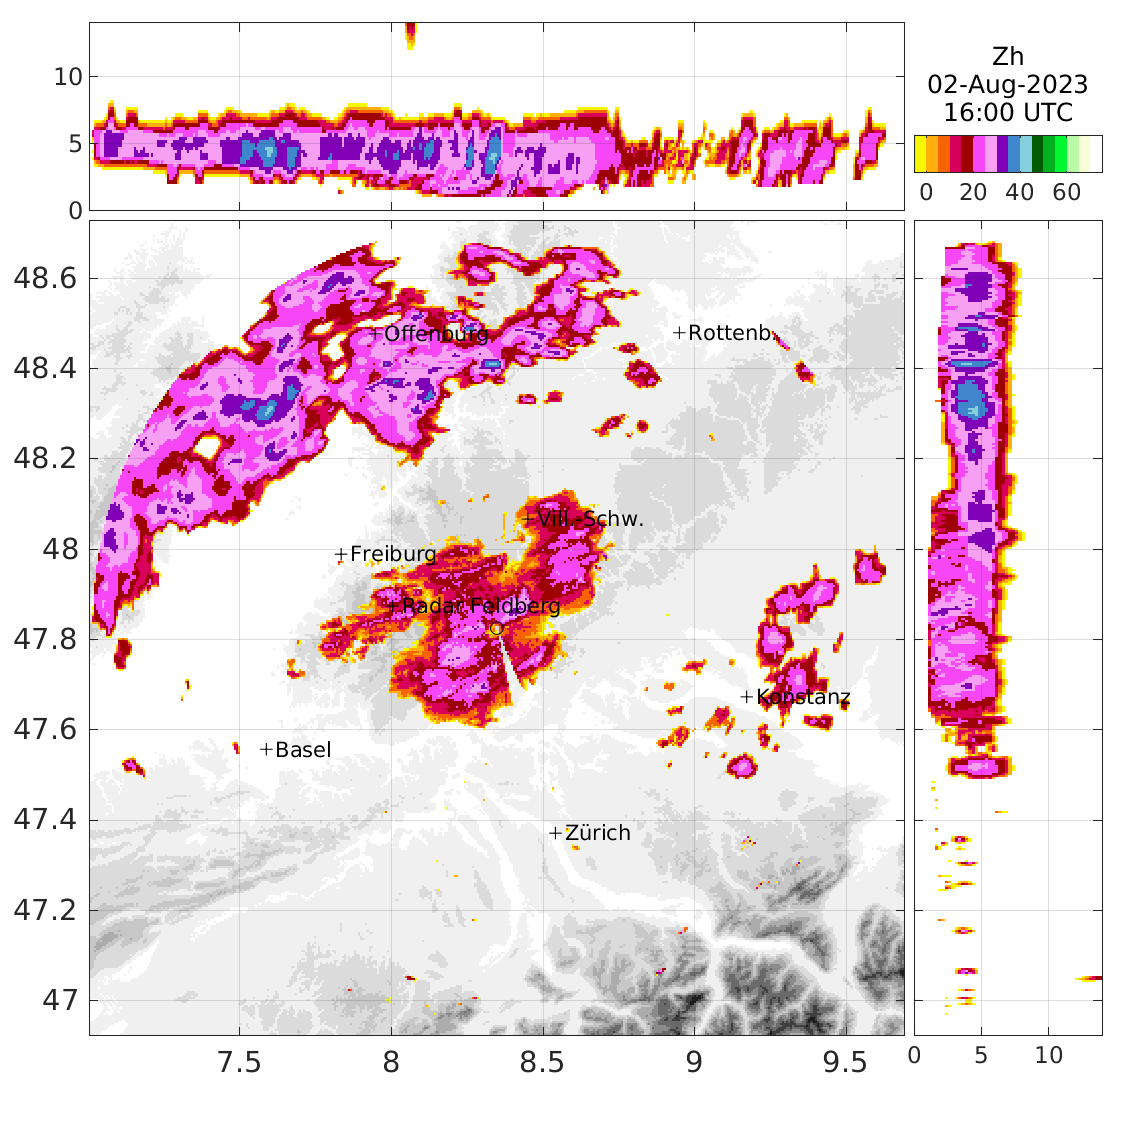 Zh
02-Aug-2023
16:00 UTC
0 20 40 60
10
5
0
48.6
48.4
48.2
48
47.8
47.6
47.4
47.2
47
Offenburg
Rottenb.
Vill.-Schw.
Freiburg
Radar Feldberg
Konstanz
Basel
Zürich
7.5 8 8.5 9 9.5
0 5 10